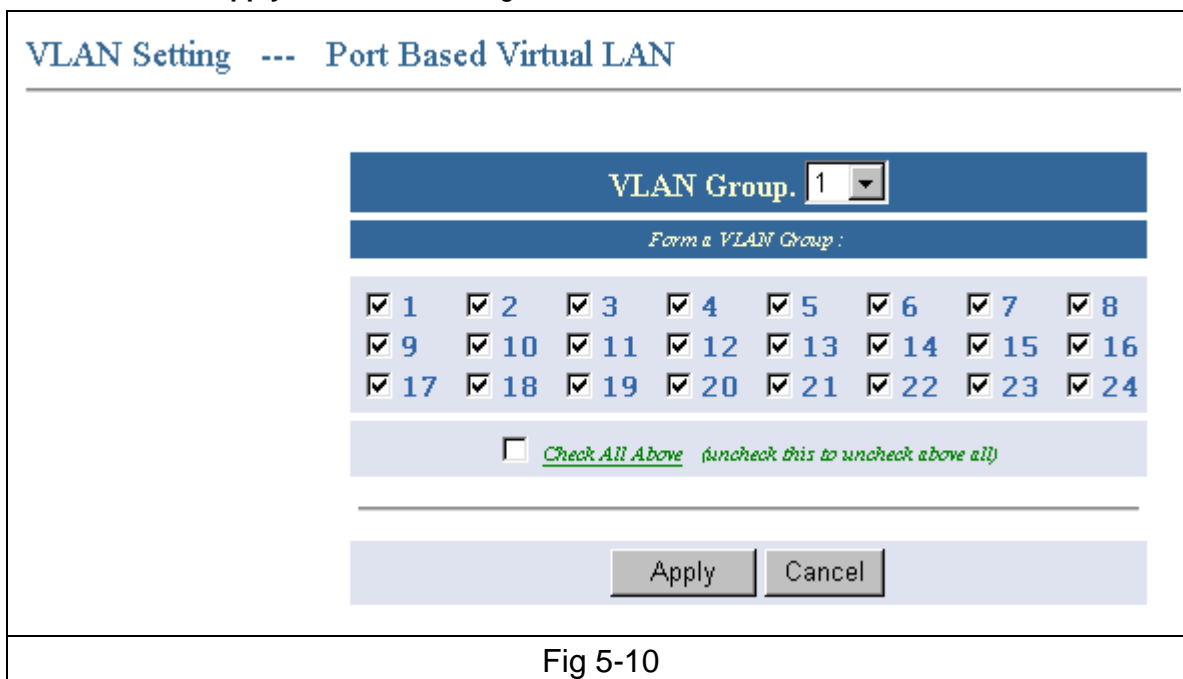 VLAN Setting --- Port Based Virtual LAN
VLAN Group. 1
Form a VLAN Group :
1 2 3 4 5 6 7 8
9 10 11 12 13 14 15 16
17 18 19 20 21 22 23 24
Check All Above (uncheck this to uncheck above all)
Apply Cancel
Fig 5-10